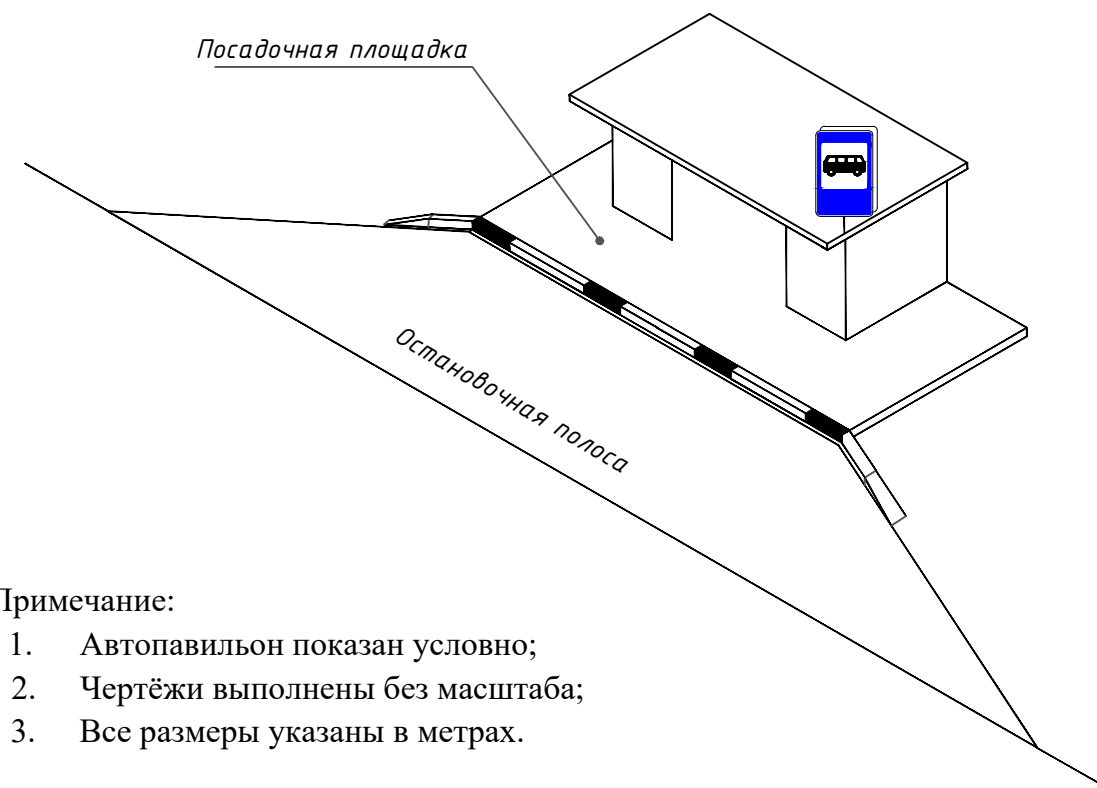 Посадочная площадка
Остановочная полоса
Примечание:
1. Автопавильон показан условно;
2. Чертёжи выполнены без масштаба;
3. Все размеры указаны в метрах.